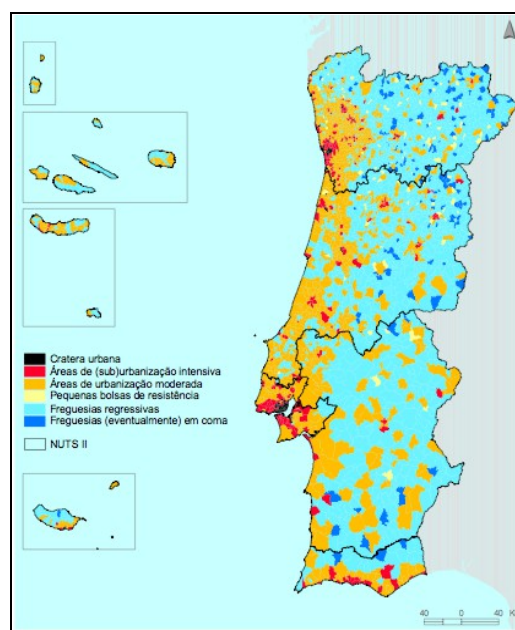 Cratera urbana
Áreas de (sub)urbanização intensiva
Áreas de urbanização moderada
Pequenas bolsas de resistência
Freguesias regressivas
Freguesias (eventualmente) em coma
NUTS II
40 0 40 K